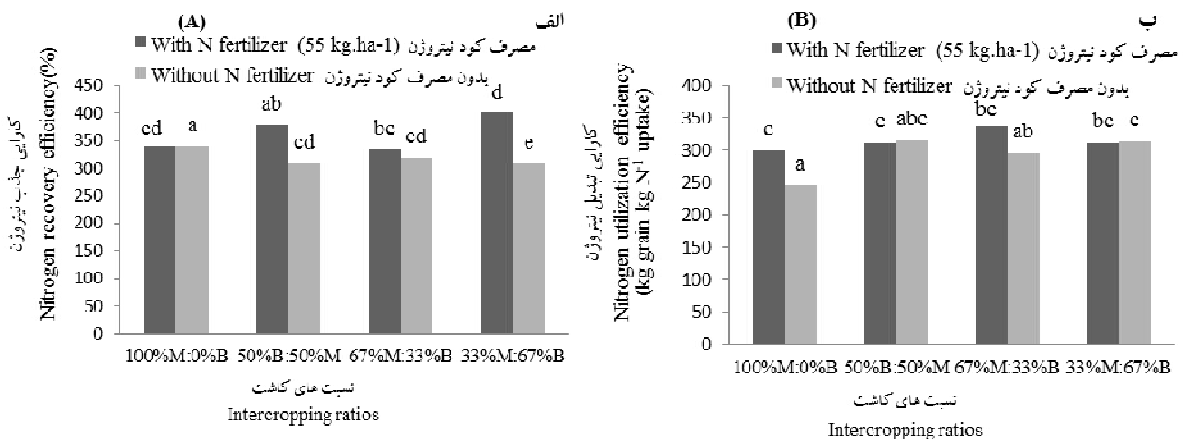 (A) الف
With N fertilizer (55 kg.ha-1) مصرف کود نیتروژن
Without N fertilizer بدون مصرف کود نیتروژن
کارایی جذب نیتروژن
Nitrogen recovery efficiency(%)
450
400
350
300
250
200
150
100
50
0
cd a ab cd bc cd d e
100%M:0%B 50%B:50%M 67%M:33%B 33%M:67%B
نسبت های کاشت
Intercropping ratios
(B) ب
With N fertilizer (55 kg.ha-1) مصرف کود نیتروژن
Without N fertilizer بدون مصرف کود نیتروژن
کارایی تبدیل نیتروژن
Nitrogen utilization efficiency
(kg grain kg N-1 uptake)
400
350
300
250
200
150
100
50
0
c a c abc bc ab bc c
100%M:0%B 50%B:50%M 67%M:33%B 33%M:67%B
نسبت های کاشت
Intercropping ratios